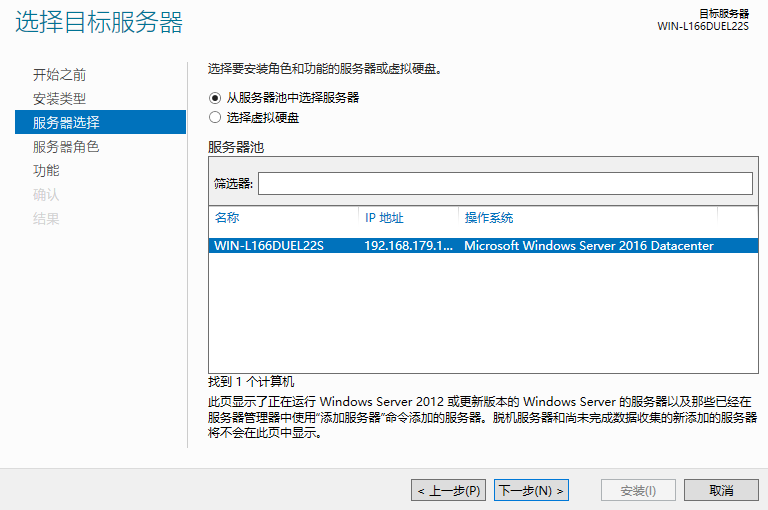 选择目标服务器
目标服务器
WIN-L166DUEL22S
开始之前
安装类型
服务器选择
服务器角色
功能
确认
结果
选择要安装角色和功能的服务器或虚拟硬盘。
从服务器池中选择服务器
选择虚拟硬盘
服务器池
筛选器:
名称 IP 地址 操作系统
WIN-L166DUEL22S 192.168.179.1... Microsoft Windows Server 2016 Datacenter
找到 1 个计算机
此页显示了正在运行 Windows Server 2012 或更新版本的 Windows Server 的服务器以及那些已经在
服务器管理器中使用"添加服务器"命令添加的服务器。脱机服务器和尚未完成数据收集的新添加的服务器
将不会在此页中显示。
< 上一步(P) 下一步(N) > 安装(I) 取消